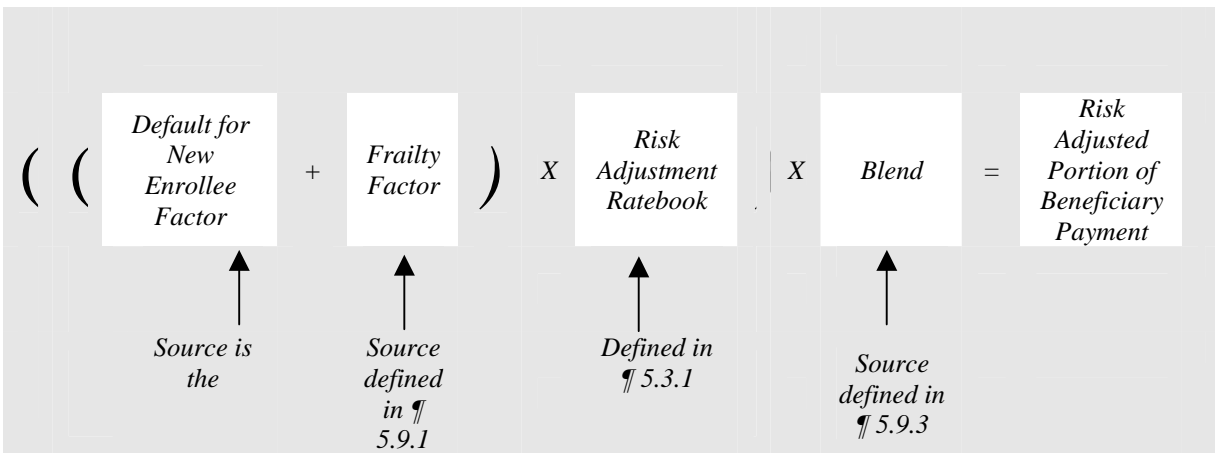 ( ( Default for New Enrollee Factor + Frailty Factor ) X Risk Adjustment Ratebook X Blend = Risk Adjusted Portion of Beneficiary Payment
Source is
the
Source
defined
in ¶
5.9.1
Defined in
¶ 5.3.1
Source
defined in
¶ 5.9.3